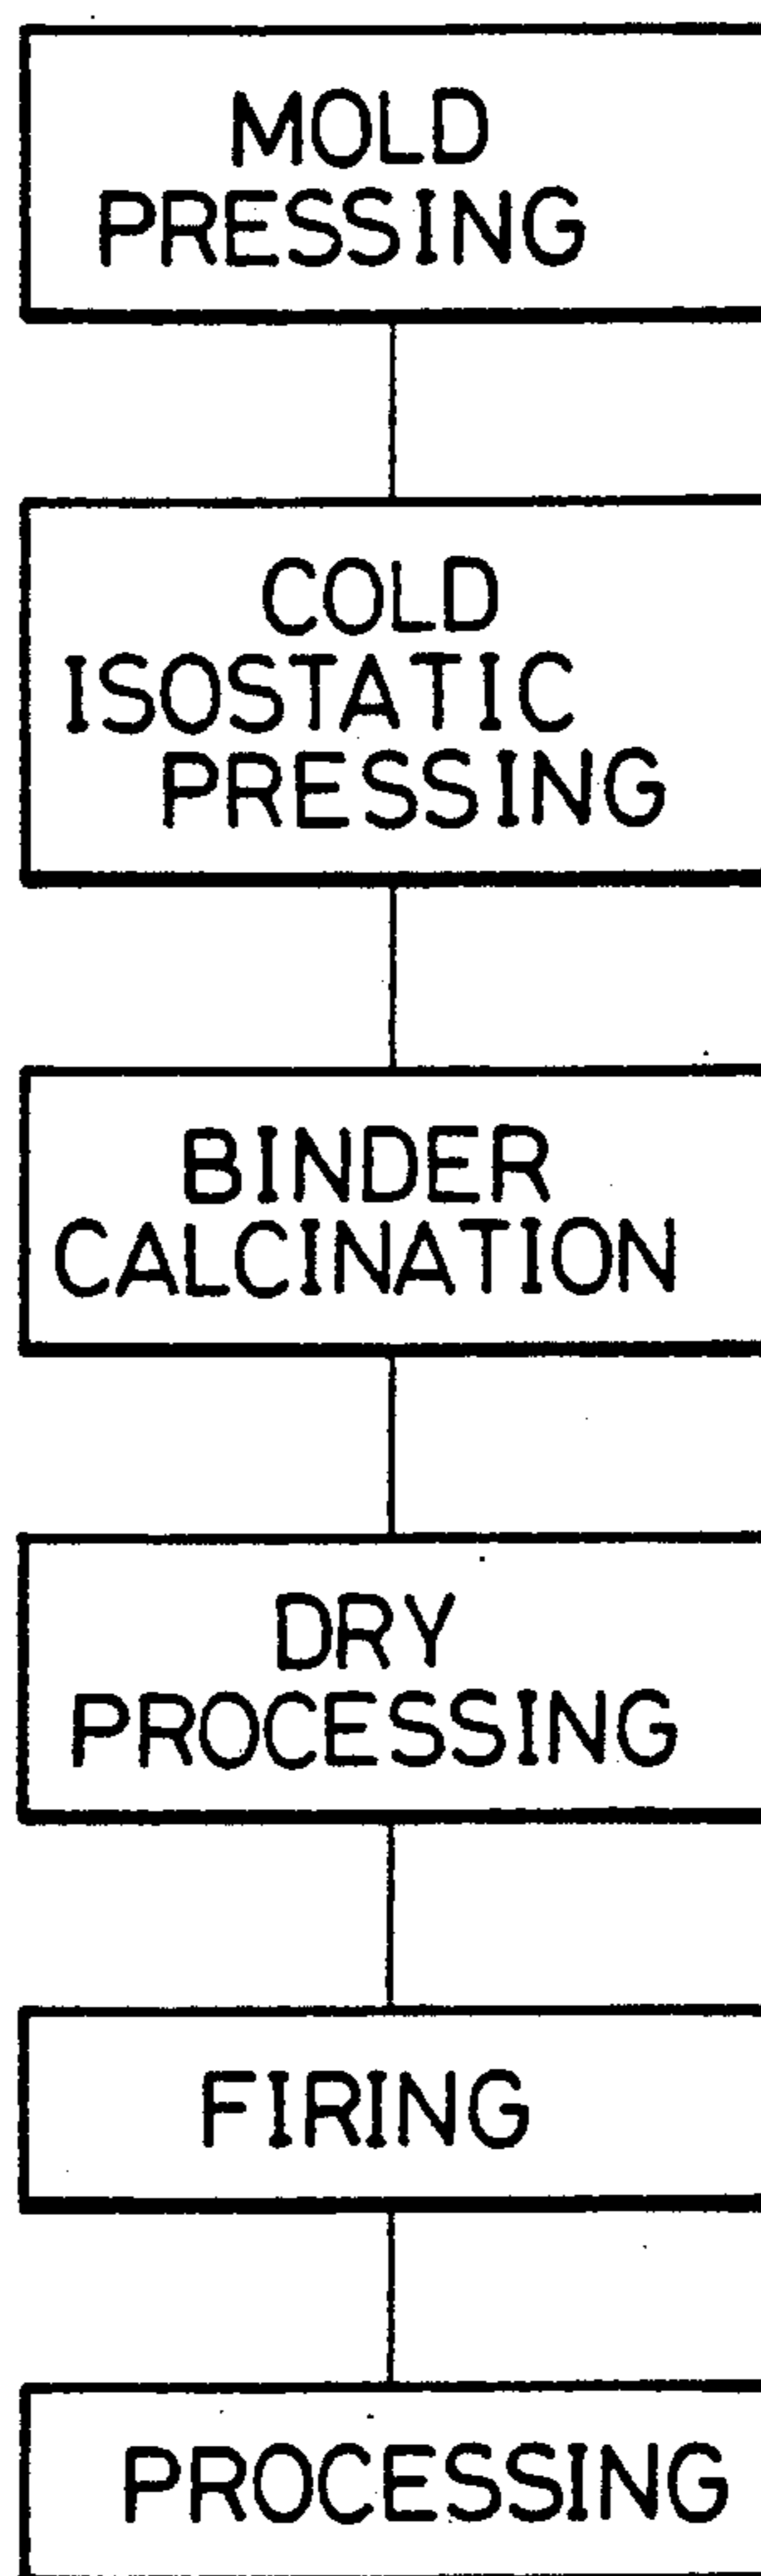 MOLD
PRESSING
COLD
ISOSTATIC
PRESSING
BINDER
CALCINATION
DRY
PROCESSING
FIRING
PROCESSING